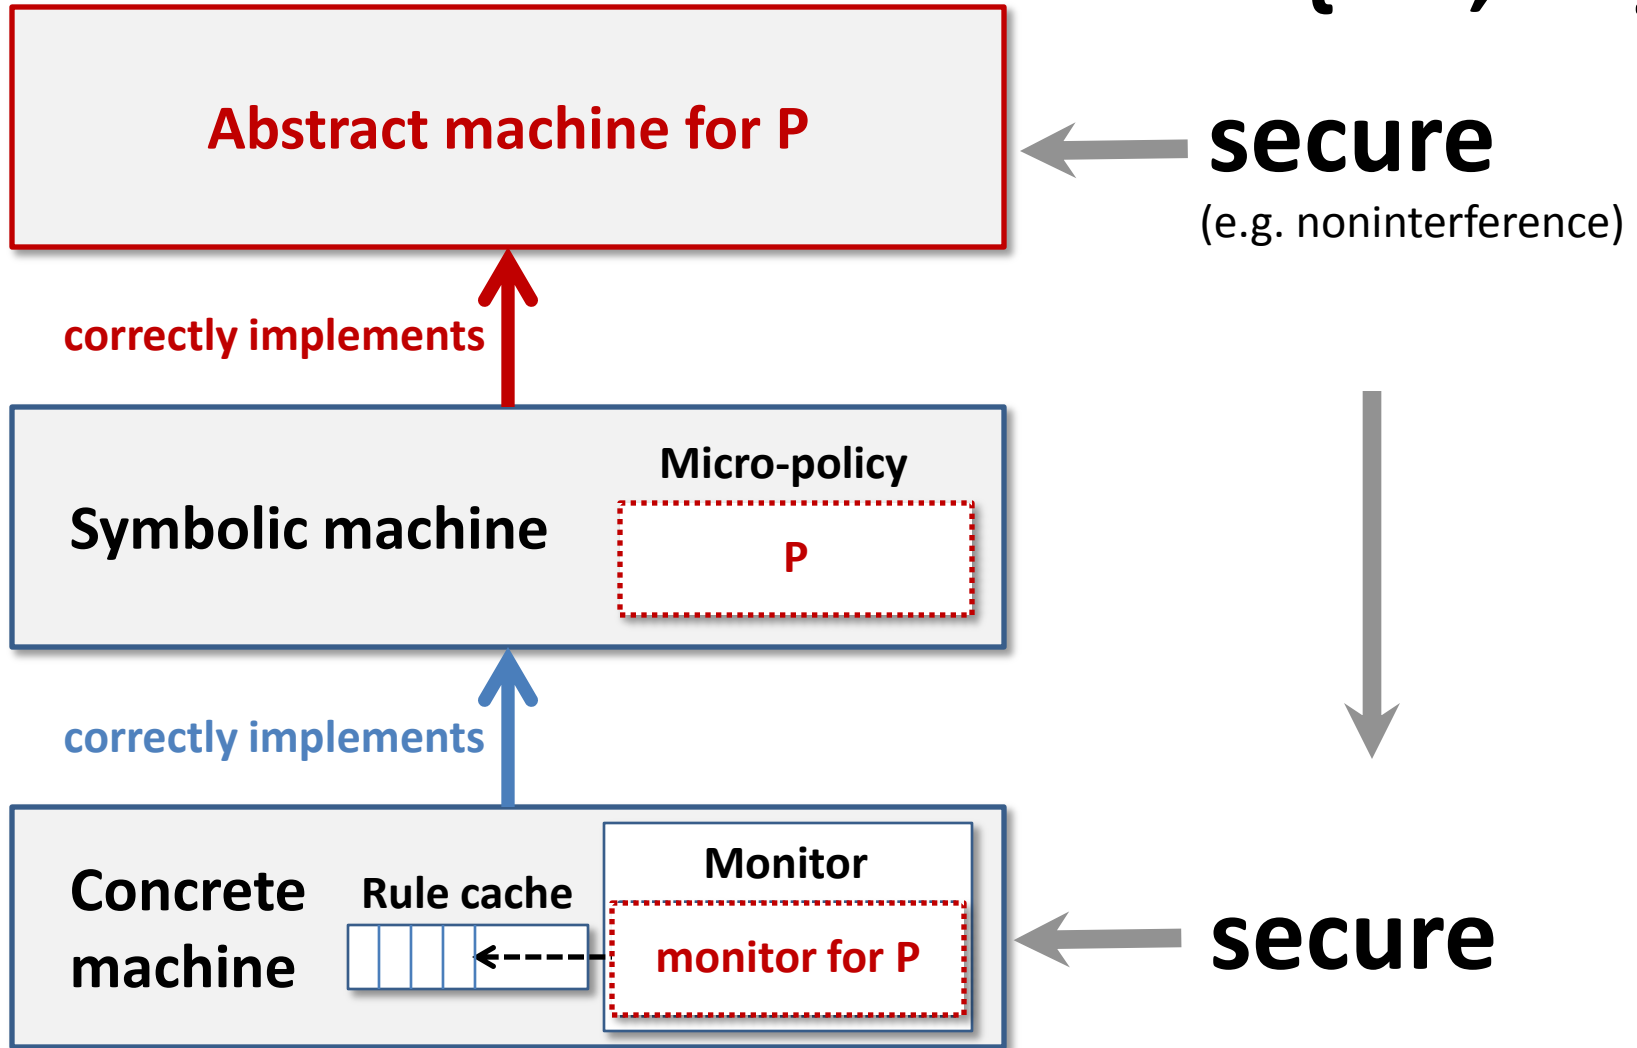 Abstract machine for P
secure
(e.g. noninterference)
correctly implements
Micro-policy
Symbolic machine
P
correctly implements
Monitor
Concrete
machine
Rule cache
monitor for P
secure